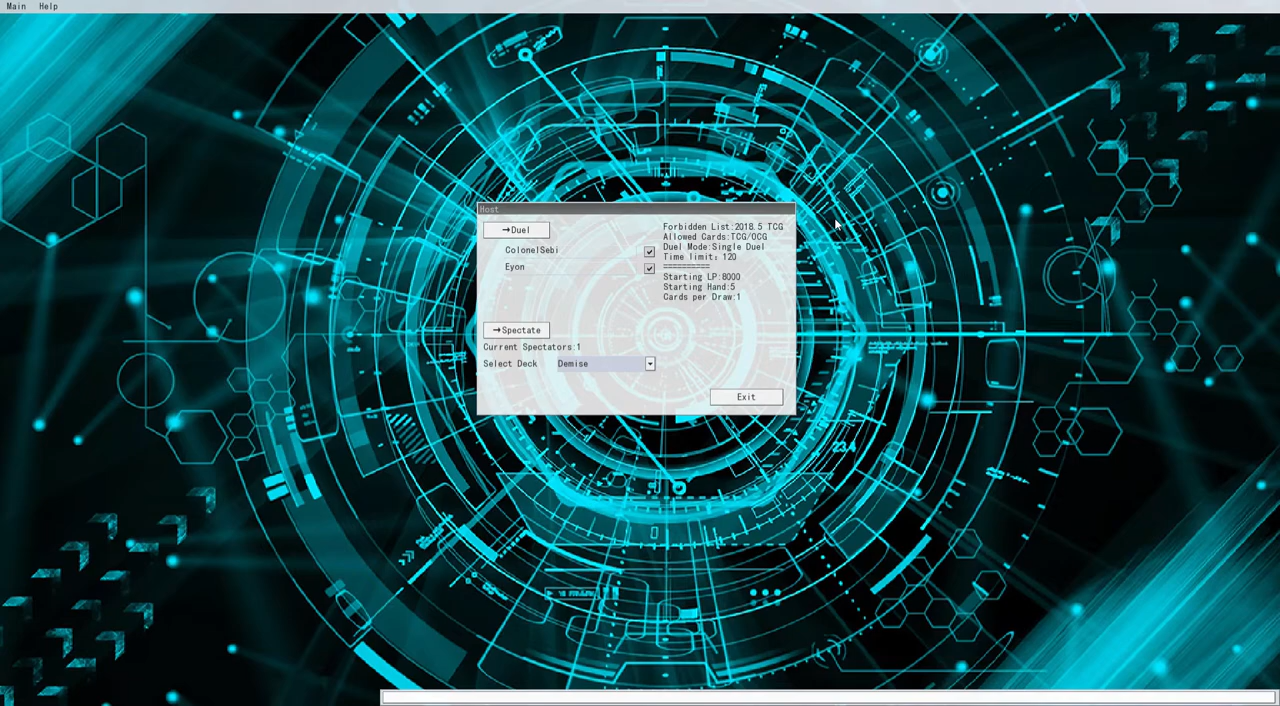 Main Help
Host
→Duel
ColonelSebi
Eyon
Forbidden List:2018.5 TCG
Allowed Cards:TCG/OCG
Duel Mode:Single Duel
Time limit: 120
==========
Starting LP:8000
Starting Hand:5
Cards per Draw:1
→Spectate
Current Spectators:1
Select Deck Demise
Exit
23.4